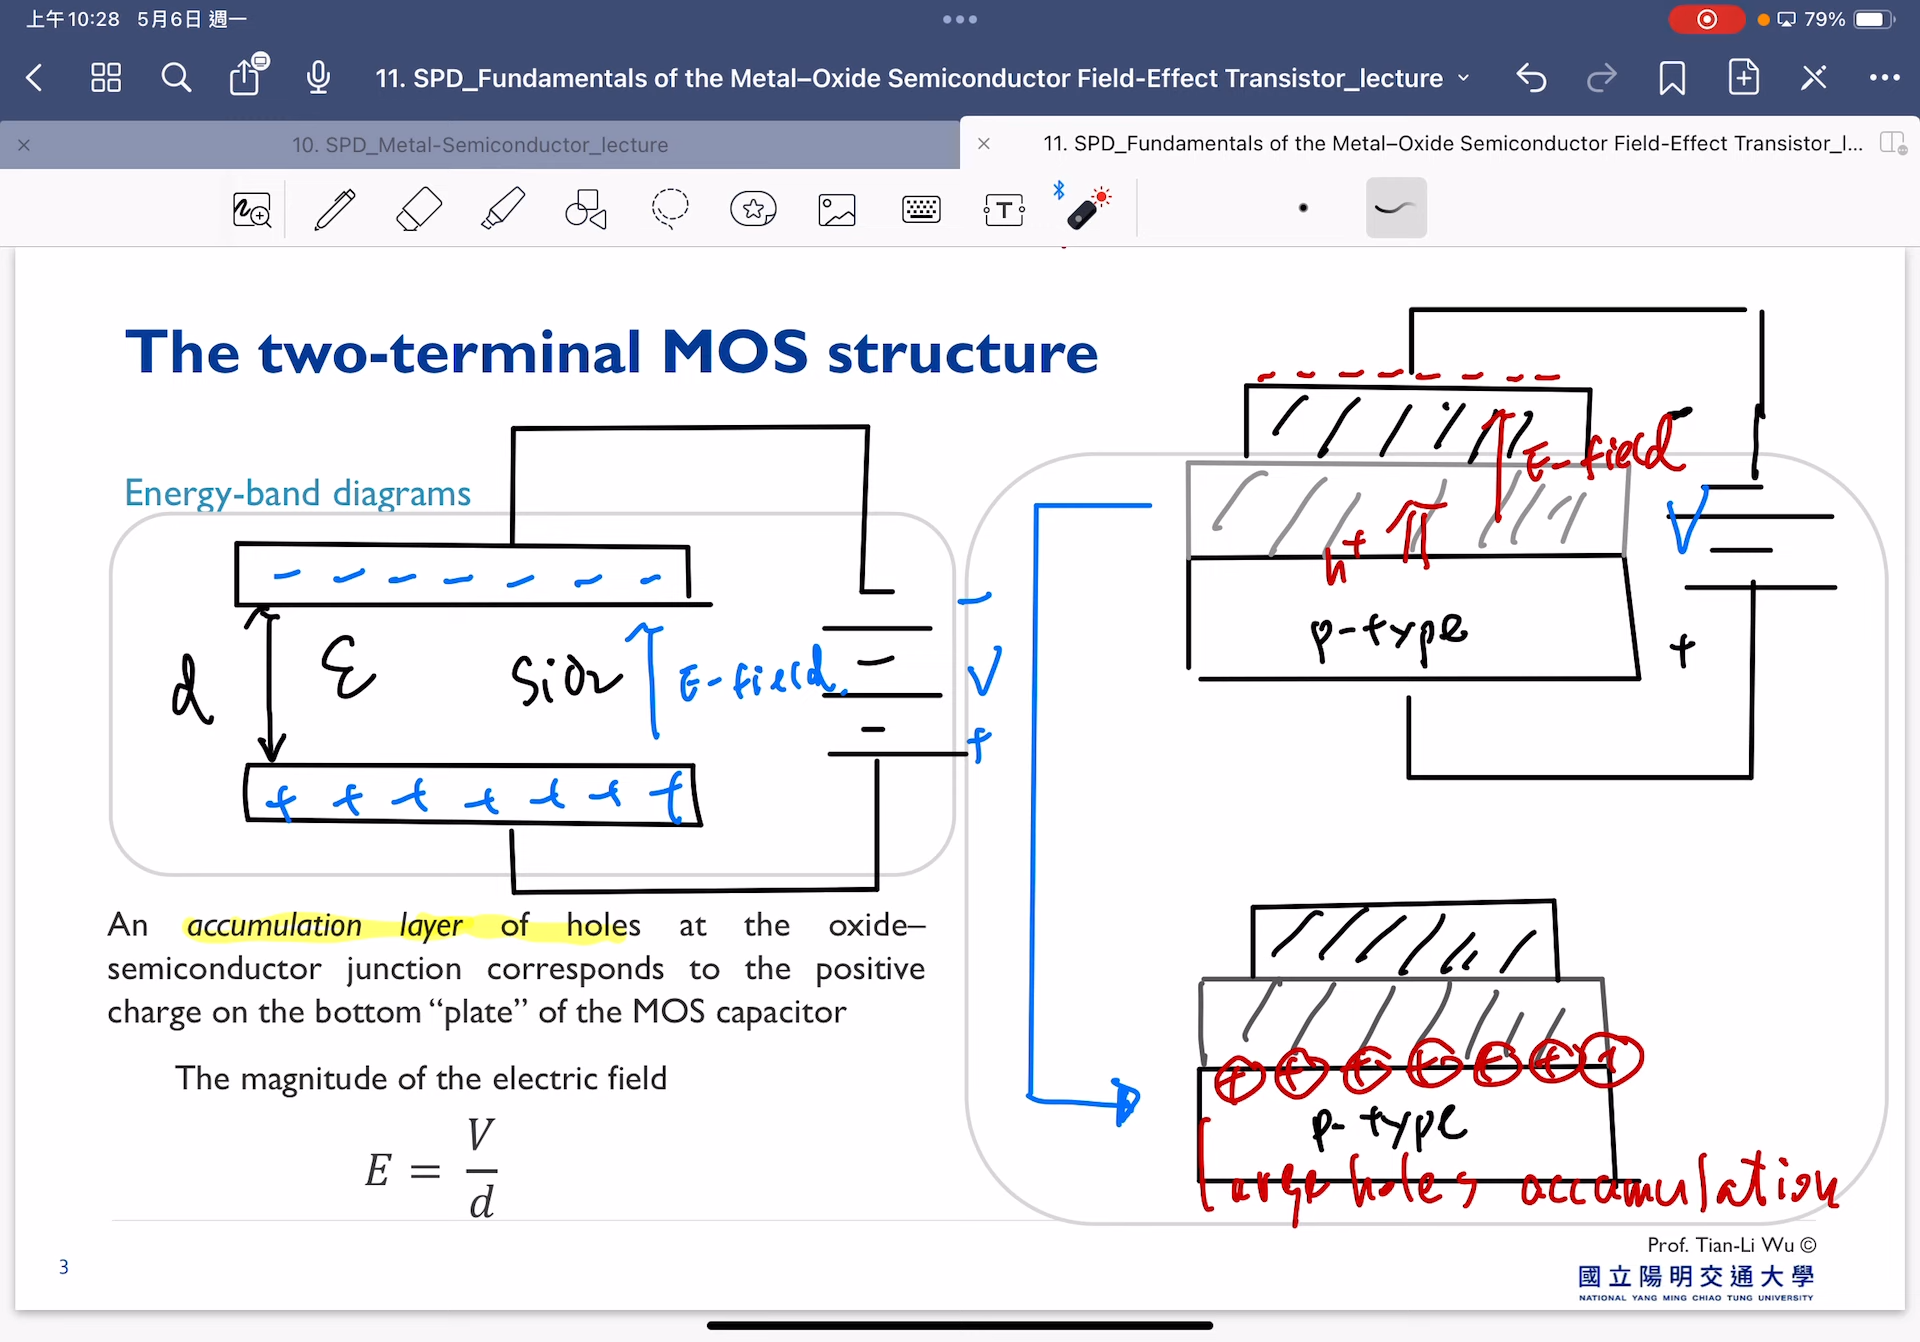 上午10:28 5月6日 週一
79%
11. SPD_Fundamentals of the Metal–Oxide Semiconductor Field-Effect Transistor_lecture
10. SPD_Metal-Semiconductor_lecture
11. SPD_Fundamentals of the Metal–Oxide Semiconductor Field-Effect Transistor_l...
The two-terminal MOS structure
Energy-band diagrams
- - - - - - -
d
ε
SiO2
E-field
-
V
+
+ + + + + + +
An accumulation layer of holes at the oxide–
semiconductor junction corresponds to the positive
charge on the bottom “plate” of the MOS capacitor
The magnitude of the electric field
E = V/d
- - - - - - - -
-
E-field
V
h+
p-type
+
+ + + + + + +
p-type
Large holes accamulation
3
Prof. Tian-Li Wu ©
國立陽明交通大學
NATIONAL YANG MING CHIAO TUNG UNIVERSITY